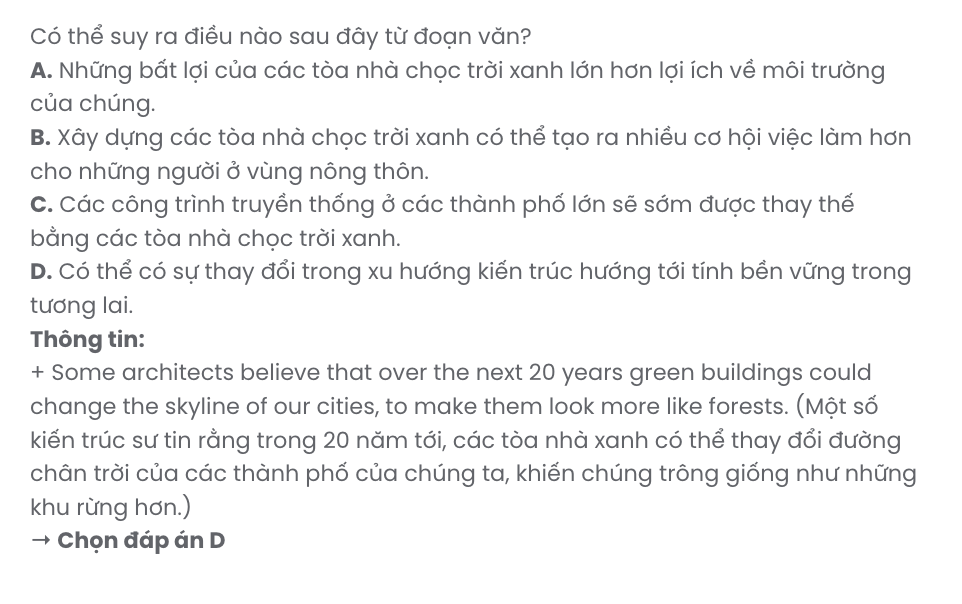 Có thể suy ra điều nào sau đây từ đoạn văn?
A. Những bất lợi của các tòa nhà chọc trời xanh lớn hơn lợi ích về môi trường
của chúng.
B. Xây dựng các tòa nhà chọc trời xanh có thể tạo ra nhiều cơ hội việc làm hơn
cho những người ở vùng nông thôn.
C. Các công trình truyền thống ở các thành phố lớn sẽ sớm được thay thế
bằng các tòa nhà chọc trời xanh.
D. Có thể có sự thay đổi trong xu hướng kiến trúc hướng tới tính bền vững trong
tương lai.
Thông tin:
+ Some architects believe that over the next 20 years green buildings could
change the skyline of our cities, to make them look more like forests. (Một số
kiến trúc sư tin rằng trong 20 năm tới, các tòa nhà xanh có thể thay đổi đường
chân trời của các thành phố của chúng ta, khiến chúng trông giống như những
khu rừng hơn.)
→ Chọn đáp án D